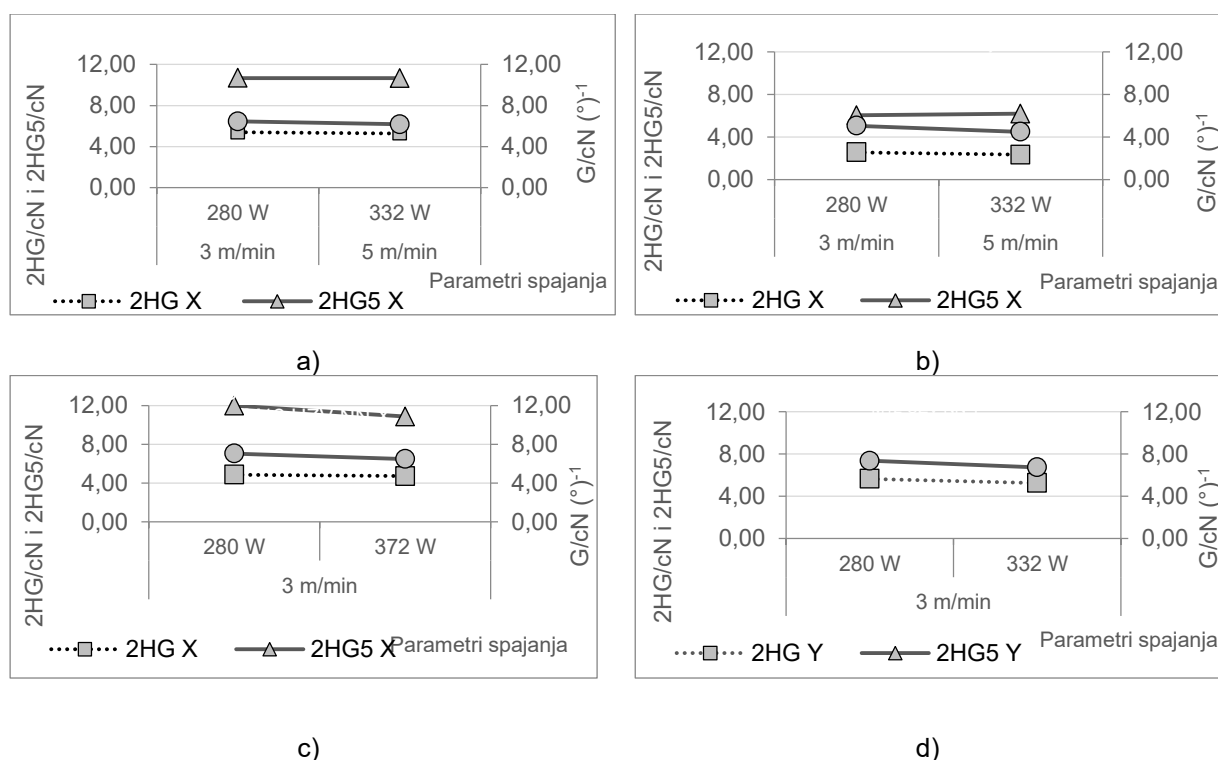 2HG/cN i 2HG5/cN
12,00
8,00
4,00
0,00
12,00
8,00
4,00
0,00
G/cN (°)-1
280 W 332 W
3 m/min 5 m/min
Parametri spajanja
2HG X 2HG5 X
a)
2HG/cN i 2HG5/cN
12,00
8,00
4,00
0,00
12,00
8,00
4,00
0,00
G/cN (°)-1
280 W 332 W
3 m/min 5 m/min
Parametri spajanja
2HG X 2HG5 X
b)
2HG/cN i 2HG5/cN
12,00
8,00
4,00
0,00
12,00
8,00
4,00
0,00
G/cN (°)-1
280 W 372 W
3 m/min
Parametri spajanja
2HG X 2HG5 X
c)
2HG/cN i 2HG5/cN
12,00
8,00
4,00
0,00
12,00
8,00
4,00
0,00
G/cN (°)-1
280 W 332 W
3 m/min
Parametri spajanja
2HG Y 2HG5 Y
d)